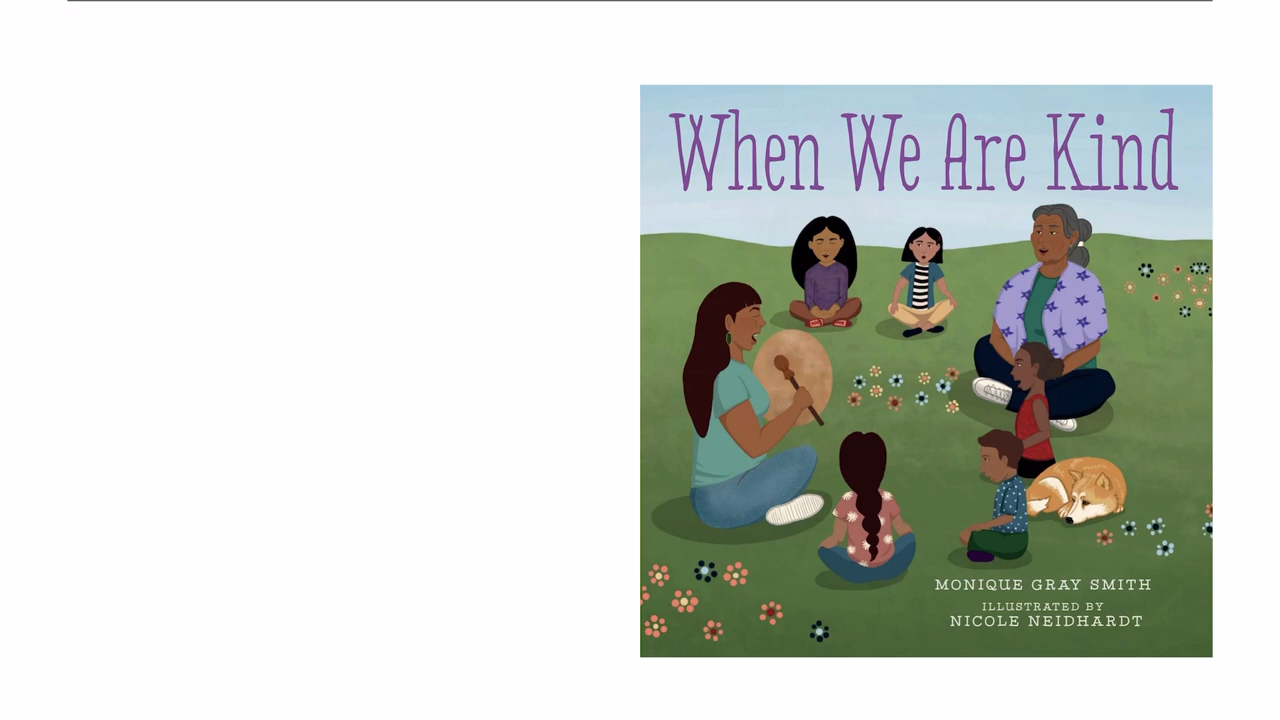 When We Are Kind
MONIQUE GRAY SMITH
ILLUSTRATED BY
NICOLE NEIDHARDT